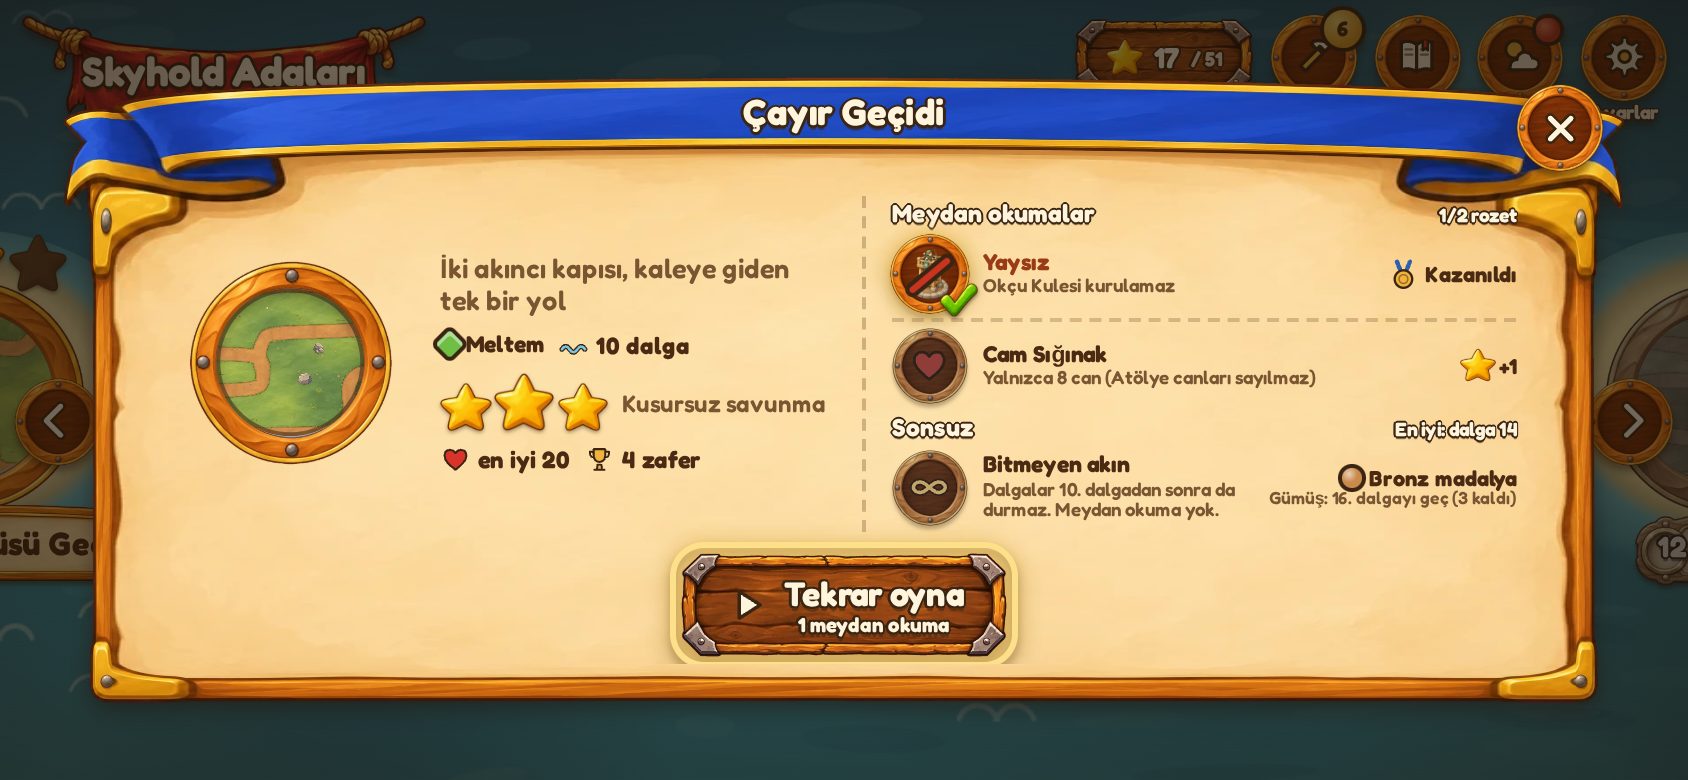 Skyhold Adaları
17 / 51
6
Çayır Geçidi
İki akıncı kapısı, kaleye giden
tek bir yol
Meltem 10 dalga
Kusursuz savunma
en iyi 20 4 zafer
Meydan okumalar
1/2 rozet
Yaysız
Okçu Kulesi kurulamaz
Kazanıldı
Cam Sığınak
Yalnızca 8 can (Atölye canları sayılmaz)
+1
Sonsuz
En iyi: dalga 14
Bitmeyen akın
Dalgalar 10. dalgadan sonra da
durmaz. Meydan okuma yok.
Bronz madalya
Gümüş: 16. dalgayı geç (3 kaldı)
12
Tekrar oyna
1 meydan okuma